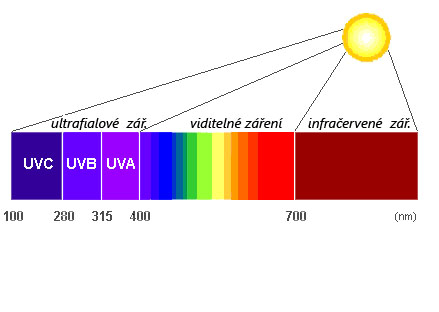 ultrafialové zář. viditelné záření infračervené zář.
UVC UVB UVA
100 280 315 400 700 (nm)